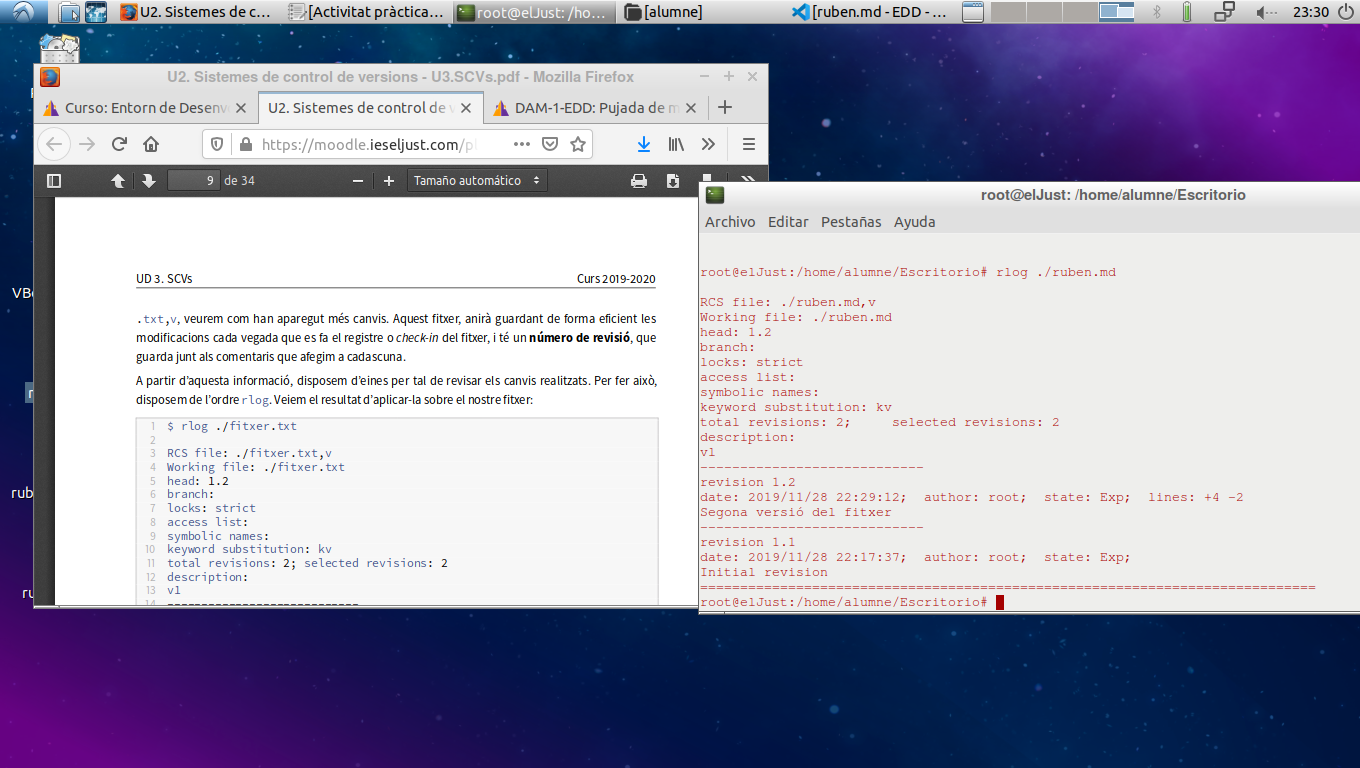 U2. Sistemes de c...
[Activitat pràctica...
root@elJust: /ho...
[alumne]
[ruben.md - EDD - ...
23:30
U2. Sistemes de control de versions - U3.SCVs.pdf - Mozilla Firefox
Curso: Entorn de Desenv
U2. Sistemes de control de v
DAM-1-EDD: Pujada de m
https://moodle.ieseljust.com/pl
9 de 34
Tamaño automático
UD 3. SCVs
Curs 2019-2020
.txt,v, veurem com han aparegut més canvis. Aquest fitxer, anirà guardant de forma eficient les
modificacions cada vegada que es fa el registre o check-in del fitxer, i té un número de revisió, que
guarda junt als comentaris que afegim a cadascuna.
A partir d'aquesta informació, disposem d'eines per tal de revisar els canvis realitzats. Per fer això,
disposem de l'ordre rlog. Veiem el resultat d'aplicar-la sobre el nostre fitxer:
1 $ rlog ./fitxer.txt
2
3 RCS file: ./fitxer.txt,v
4 Working file: ./fitxer.txt
5 head: 1.2
6 branch:
7 locks: strict
8 access list:
9 symbolic names:
10 keyword substitution: kv
11 total revisions: 2; selected revisions: 2
12 description:
13 v1
14 ----------------------------
VB
rub
ru
root@elJust: /home/alumne/Escritorio
Archivo Editar Pestañas Ayuda
root@elJust:/home/alumne/Escritorio# rlog ./ruben.md
RCS file: ./ruben.md,v
Working file: ./ruben.md
head: 1.2
branch:
locks: strict
access list:
symbolic names:
keyword substitution: kv
total revisions: 2;     selected revisions: 2
description:
v1
----------------------------
revision 1.2
date: 2019/11/28 22:29:12;  author: root;  state: Exp;  lines: +4 -2
Segona versió del fitxer
----------------------------
revision 1.1
date: 2019/11/28 22:17:37;  author: root;  state: Exp;
Initial revision
=============================================================================
root@elJust:/home/alumne/Escritorio#